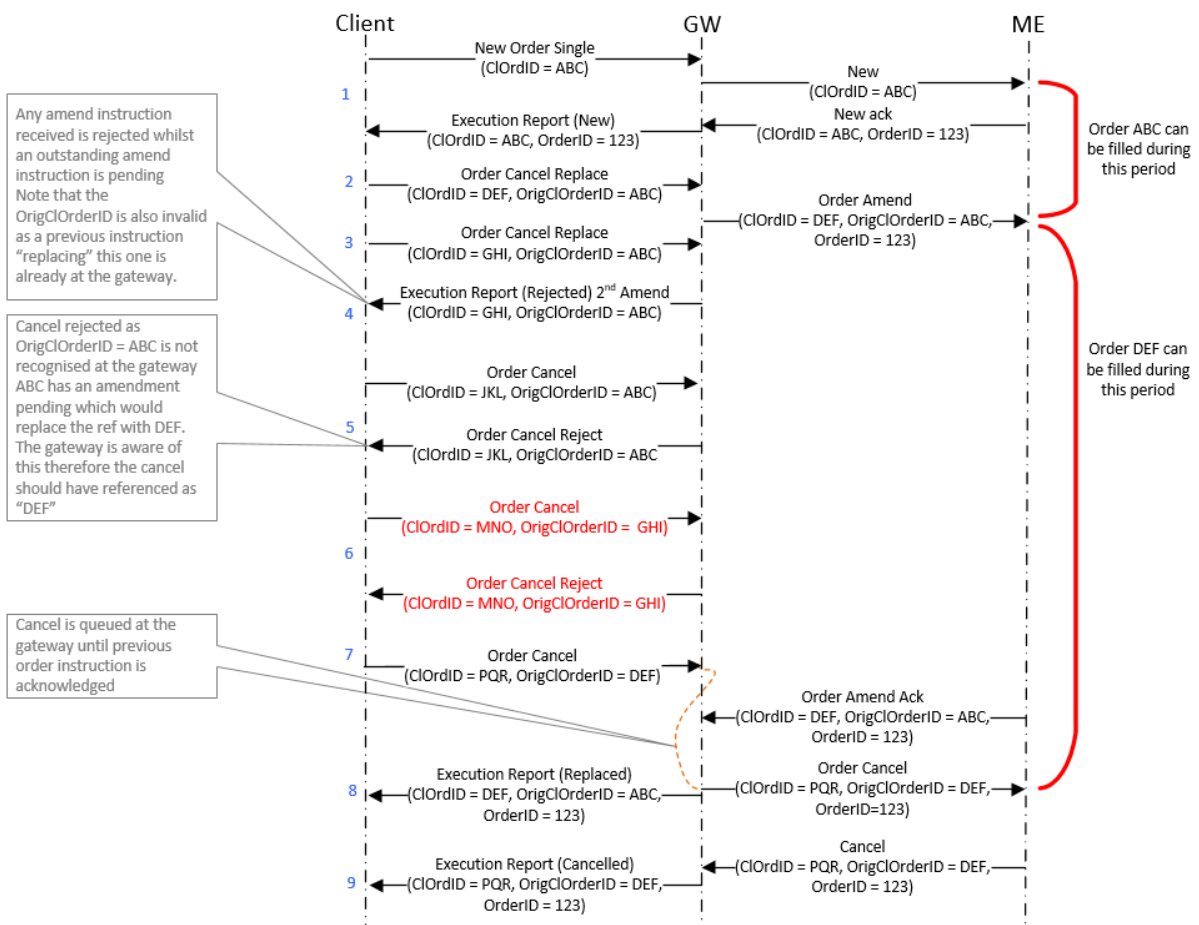 Client
GW
ME
New Order Single
(ClOrdID = ABC)
New
(ClOrdID = ABC)
1
New ack
(ClOrdID = ABC, OrderID = 123)
Execution Report (New)
(ClOrdID = ABC, OrderID = 123)
Order ABC can
be filled during
this period
Any amend instruction
received is rejected whilst
an outstanding amend
instruction is pending
Note that the
OrigClOrderID is also invalid
as a previous instruction
“replacing” this one is
already at the gateway.
2
Order Cancel Replace
(ClOrdID = DEF, OrigClOrderID = ABC)
Order Amend
(ClOrdID = DEF, OrigClOrderID = ABC,
OrderID = 123)
3
Order Cancel Replace
(ClOrdID = GHI, OrigClOrderID = ABC)
Execution Report (Rejected) 2nd Amend
(ClOrdID = GHI, OrigClOrderID = ABC)
4
Cancel rejected as
OrigClOrderID = ABC is not
recognised at the gateway
ABC has an amendment
pending which would
replace the ref with DEF.
The gateway is aware of
this therefore the cancel
should have referenced as
“DEF”
Order DEF can
be filled during
this period
Order Cancel
(ClOrdID = JKL, OrigClOrderID = ABC)
5
Order Cancel Reject
(ClOrdID = JKL, OrigClOrderID = ABC
Order Cancel
(ClOrdID = MNO, OrigClOrderID = GHI)
6
Order Cancel Reject
(ClOrdID = MNO, OrigClOrderID = GHI)
Cancel is queued at the
gateway until previous
order instruction is
acknowledged
7
Order Cancel
(ClOrdID = PQR, OrigClOrderID = DEF)
Order Amend Ack
(ClOrdID = DEF, OrigClOrderID = ABC,
OrderID = 123)
8
Execution Report (Replaced)
(ClOrdID = DEF, OrigClOrderID = ABC,
OrderID = 123)
Order Cancel
(ClOrdID = PQR, OrigClOrderID = DEF,
OrderID=123)
Cancel
(ClOrdID = PQR, OrigClOrderID = DEF,
OrderID = 123)
9
Execution Report (Cancelled)
(ClOrdID = PQR, OrigClOrderID = DEF,
OrderID = 123)